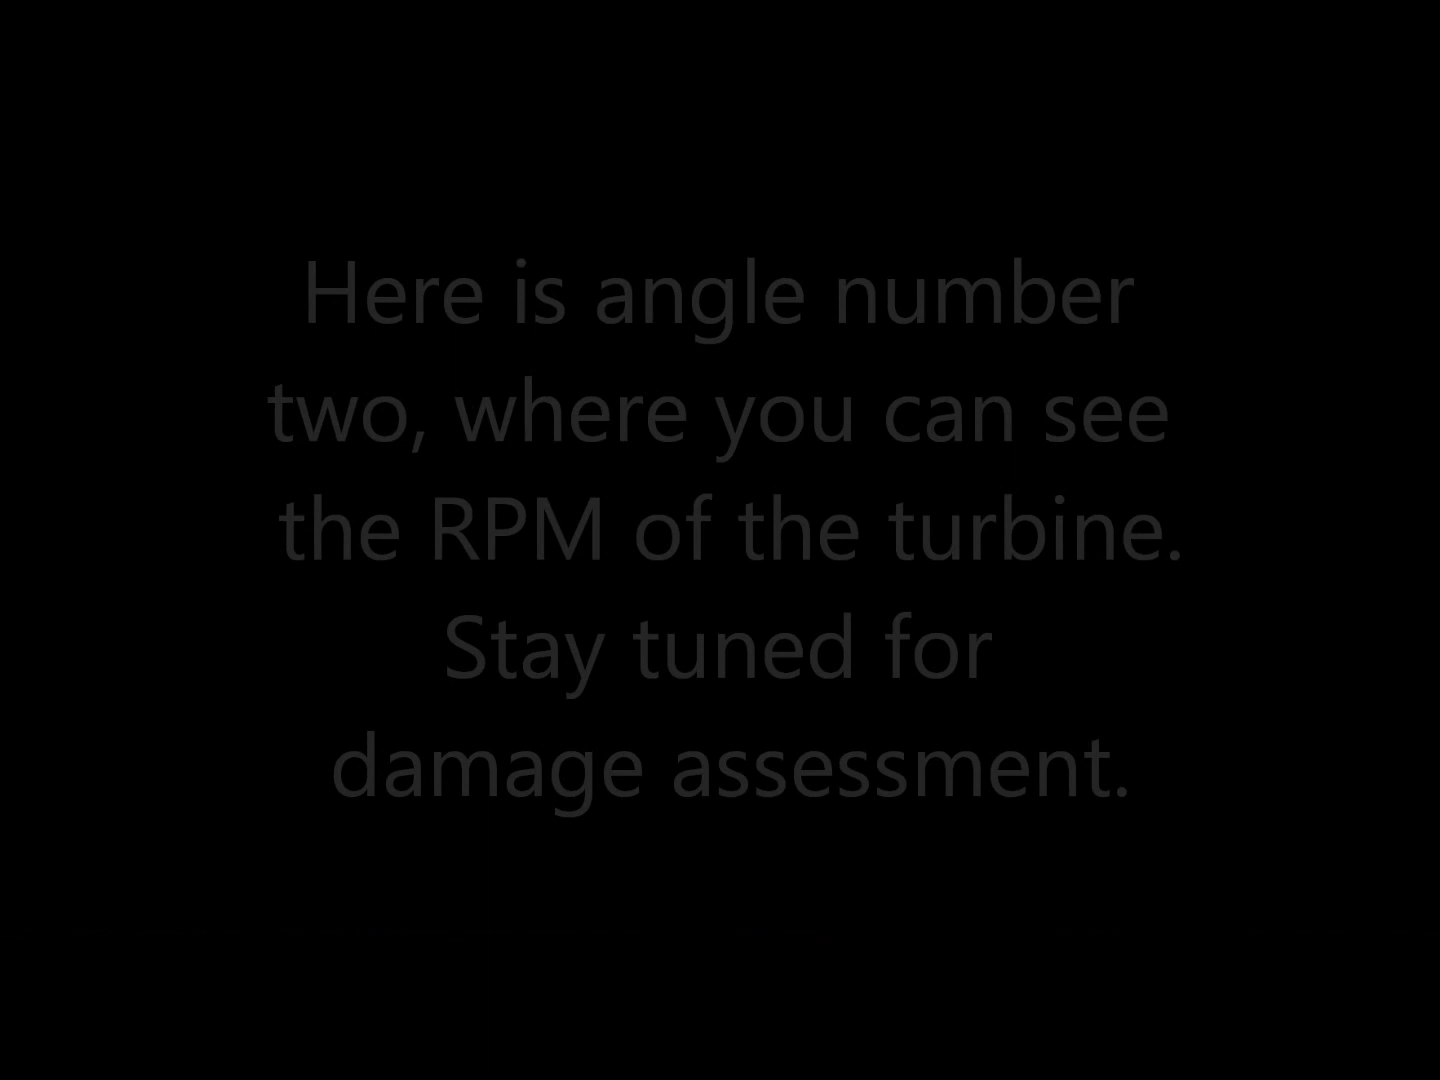 Here is angle number
two, where you can see
the RPM of the turbine.
Stay tuned for
damage assessment.